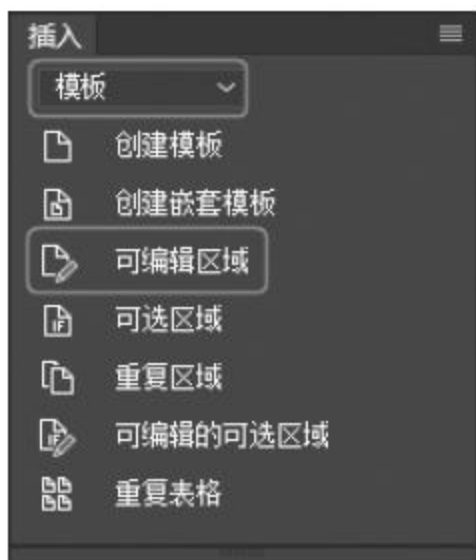 插入
模板
创建模板
创建嵌套模板
可编辑区域
IF 可选区域
重复区域
IF 可编辑的可选区域
重复表格